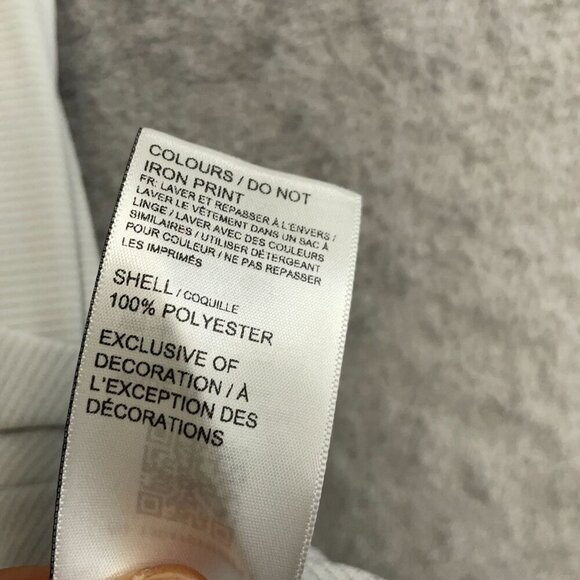 COLOURS / DO NOT
IRON PRINT
FR: LAVER ET REPASSER À L'ENVERS /
LAVER LE VÊTEMENT DANS UN SAC À
LINGE / LAVER AVEC DES COULEURS
SIMILAIRES / UTILISER DÉTERGEANT
POUR COULEUR / NE PAS REPASSER
LES IMPRIMÉS
SHELL / COQUILLE
100% POLYESTER
EXCLUSIVE OF
DECORATION / À
L'EXCEPTION DES
DÉCORATIONS